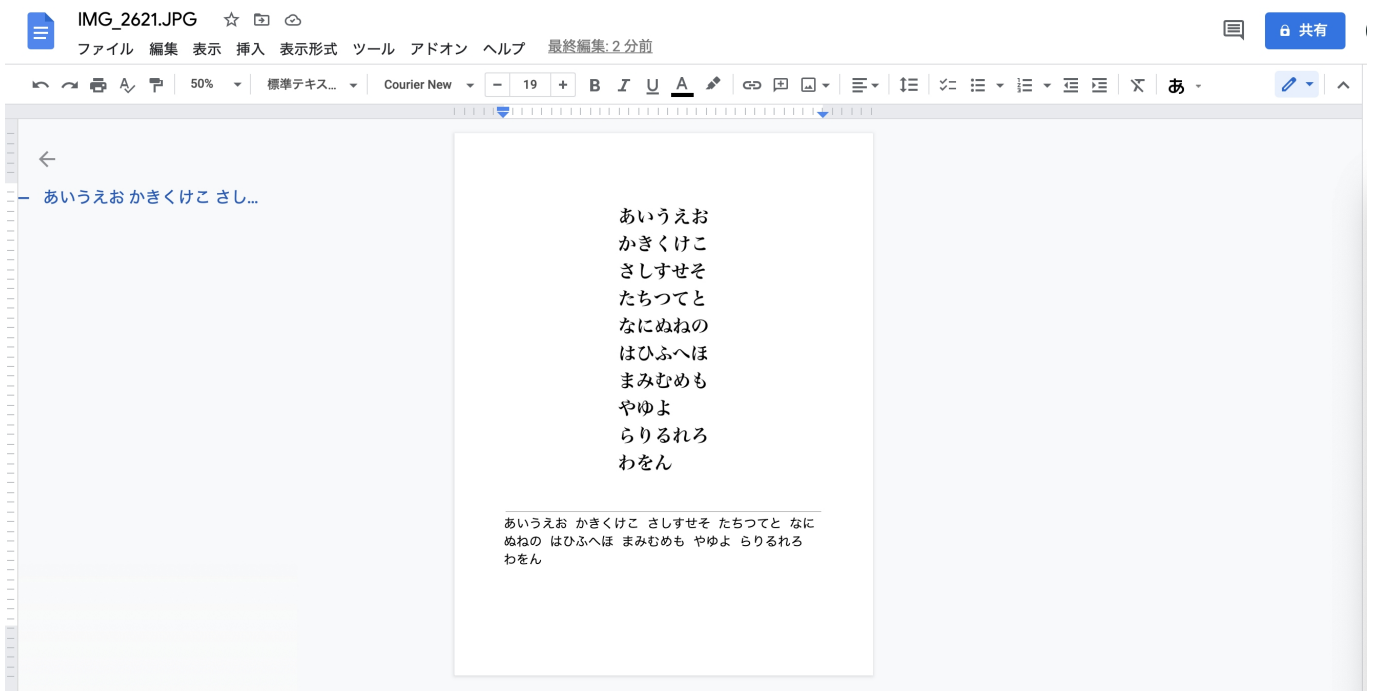 IMG_2621.JPG
ファイル 編集 表示 挿入 表示形式 ツール アドオン ヘルプ 最終編集: 2 分前
共有
50% 標準テキス... Courier New − 19 + B I U A あ
あいうえお かきくけこ さし...
あいうえお
かきくけこ
さしすせそ
たちつてと
なにぬねの
はひふへほ
まみむめも
やゆよ
らりるれろ
わをん
あいうえお かきくけこ さしすせそ たちつてと なに
ぬねの はひふへほ まみむめも やゆよ らりるれろ
わをん